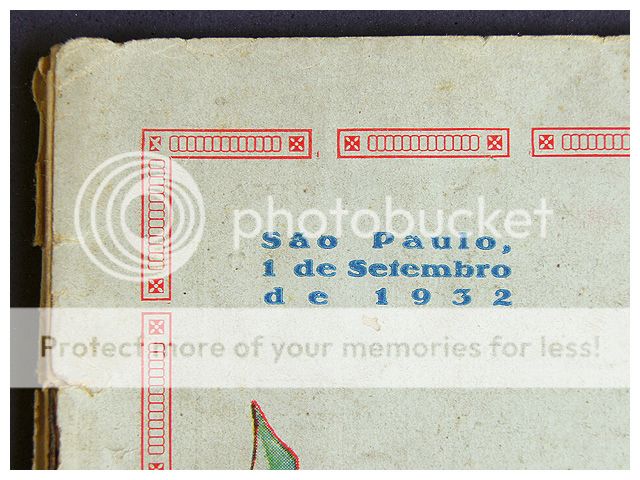 photobucket
São Paulo,
1 de Setembro
de 1932
Protect more of your memories for less!